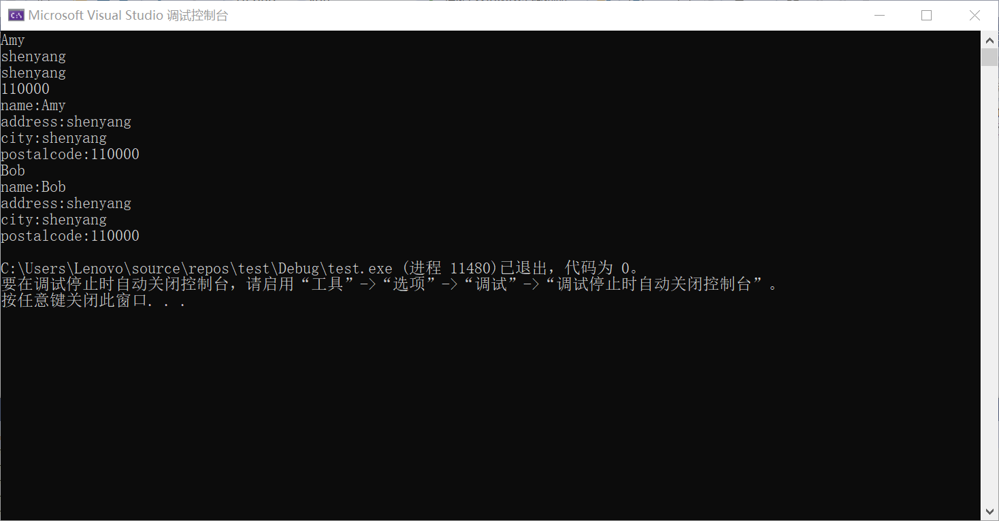 Microsoft Visual Studio 调试控制台
Amy
shenyang
shenyang
110000
name:Amy
address:shenyang
city:shenyang
postalcode:110000
Bob
name:Bob
address:shenyang
city:shenyang
postalcode:110000
C:\Users\Lenovo\source\repos\test\Debug\test.exe (进程 11480)已退出，代码为 0。
要在调试停止时自动关闭控制台，请启用“工具”->“选项”->“调试”->“调试停止时自动关闭控制台”。
按任意键关闭此窗口. . .